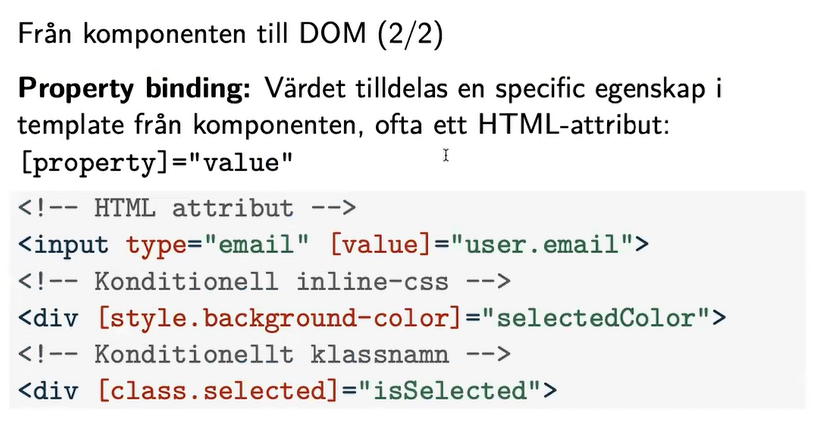 Från komponenten till DOM (2/2)
Property binding: Värdet tilldelas en specific egenskap i
template från komponenten, ofta ett HTML-attribut:
[property]="value"
<!-- HTML attribut -->
<input type="email" [value]="user.email">
<!-- Konditionell inline-css -->
<div [style.background-color]="selectedColor">
<!-- Konditionellt klassnamn -->
<div [class.selected]="isSelected">